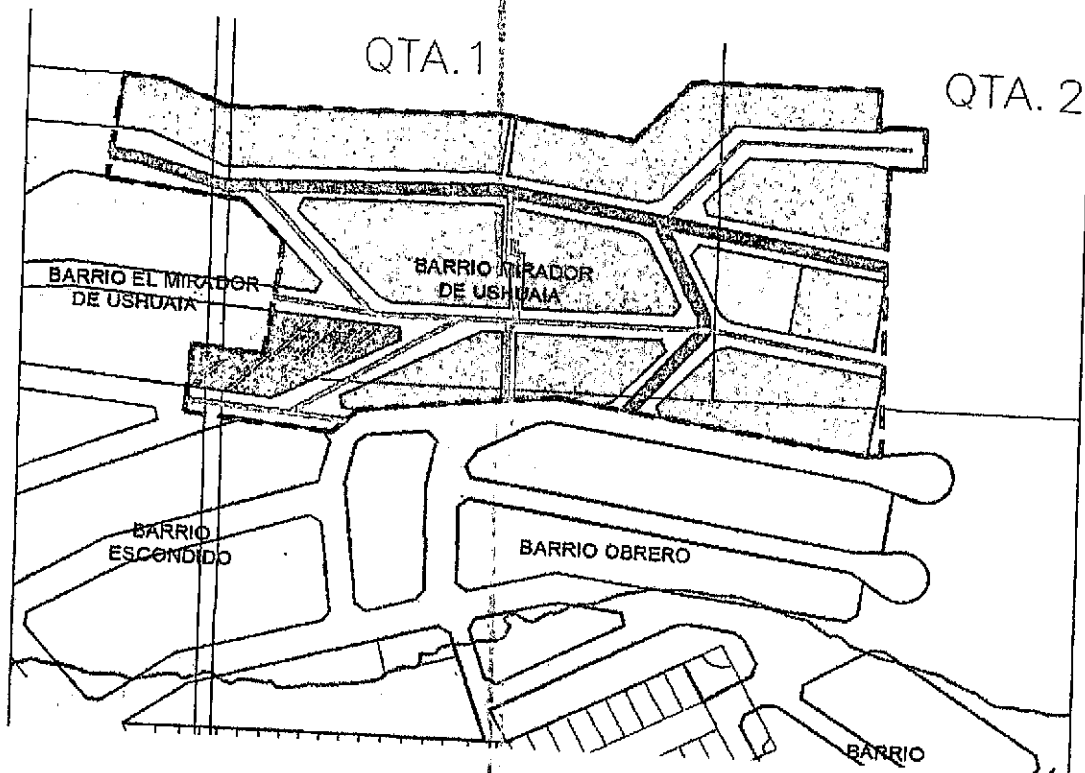 QTA.1
QTA. 2
BARRIO EL MIRADOR
DE USHUAIA
BARRIO MIRADOR
DE USHUAIA
BARRIO
ESCONDIDO
BARRIO OBRERO
BARRIO